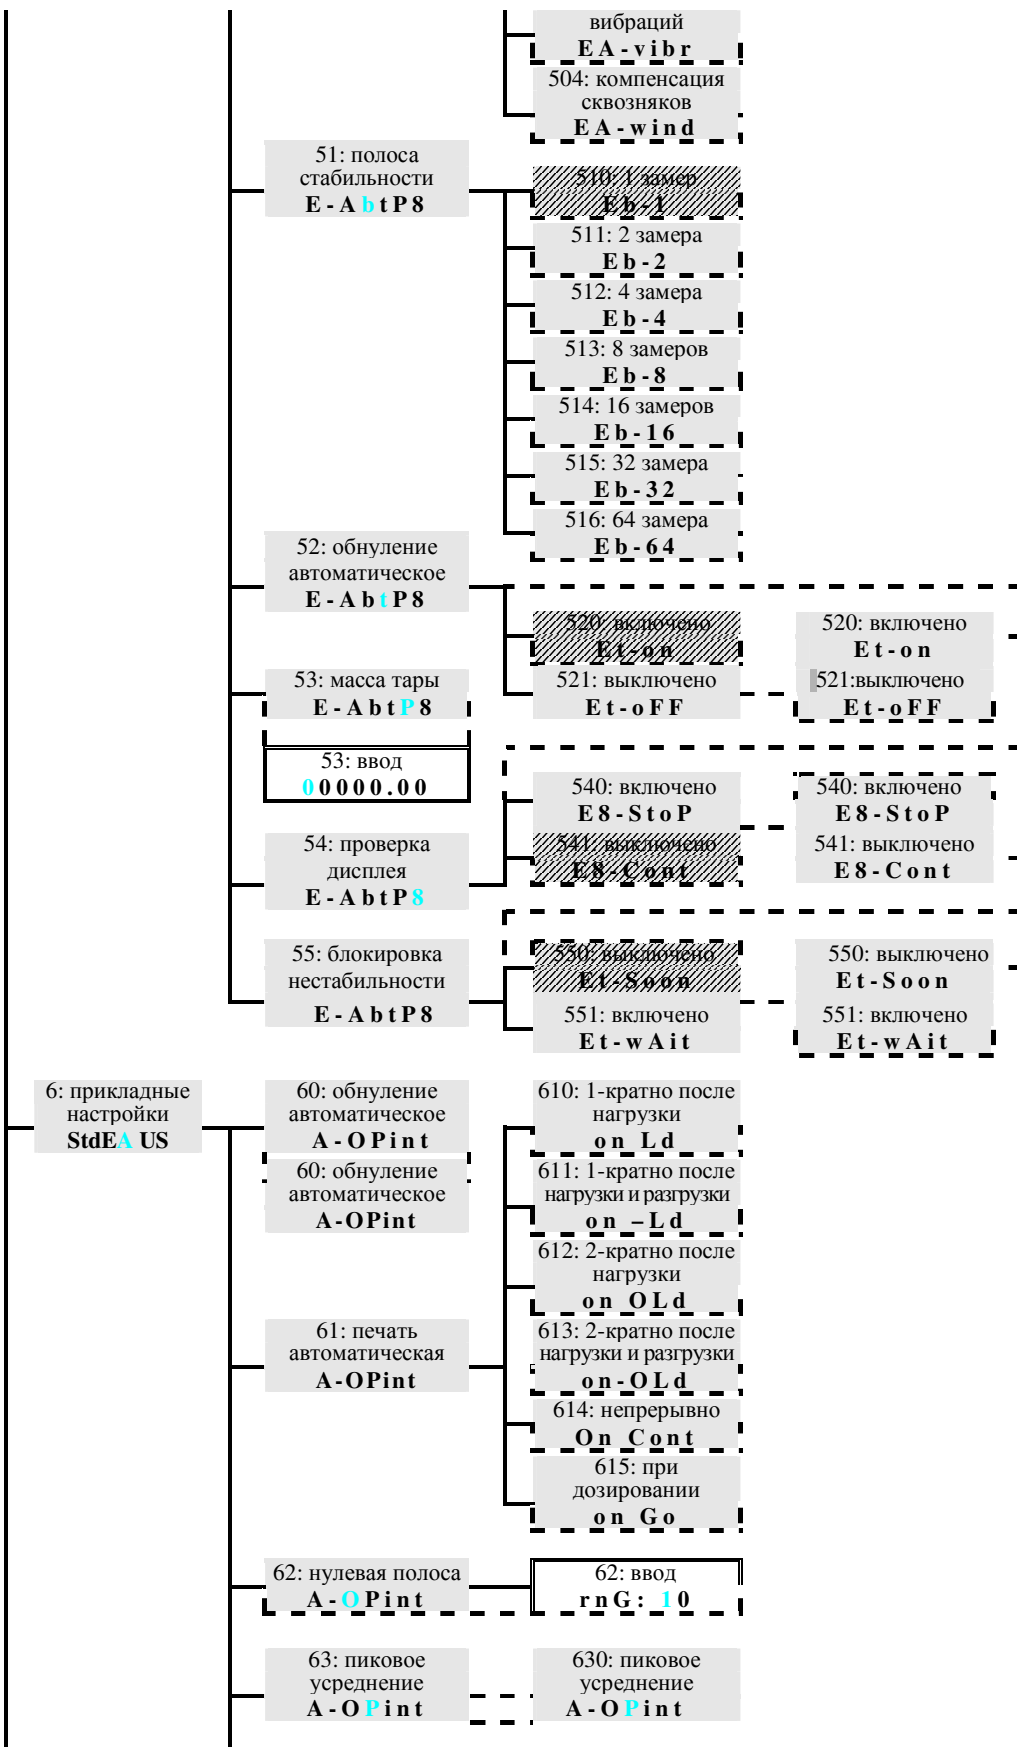 вибраций
EA-vibr
504: компенсация
сквозняков
EA-wind
51: полоса
стабильности
E-AbtP8
510: 1 замер
Eb-1
511: 2 замера
Eb-2
512: 4 замера
Eb-4
513: 8 замеров
Eb-8
514: 16 замеров
Eb-16
515: 32 замера
Eb-32
516: 64 замера
Eb-64
52: обнуление
автоматическое
E-AbtP8
520: включено
Et-on
520: включено
Et-on
521: выключено
Et-oFF
521:выключено
Et-oFF
53: масса тары
E-AbtP8
53: ввод
00000.00
540: включено
E8-StoP
540: включено
E8-StoP
54: проверка
дисплея
E-AbtP8
541: выключено
E8-Cont
541: выключено
E8-Cont
55: блокировка
нестабильности
E-AbtP8
550: выключено
Et-Soon
550: выключено
Et-Soon
551: включено
Et-wAit
551: включено
Et-wAit
6: прикладные
настройки
StdEA US
60: обнуление
автоматическое
A-OPint
60: обнуление
автоматическое
A-OPint
610: 1-кратно после
нагрузки
on Ld
611: 1-кратно после
нагрузки и разгрузки
on –Ld
612: 2-кратно после
нагрузки
on OLd
61: печать
автоматическая
A-OPint
613: 2-кратно после
нагрузки и разгрузки
on-OLd
614: непрерывно
On Cont
615: при
дозировании
on Go
62: нулевая полоса
A-OPint
62: ввод
rnG: 10
63: пиковое
усреднение
A-OPint
630: пиковое
усреднение
A-OPint